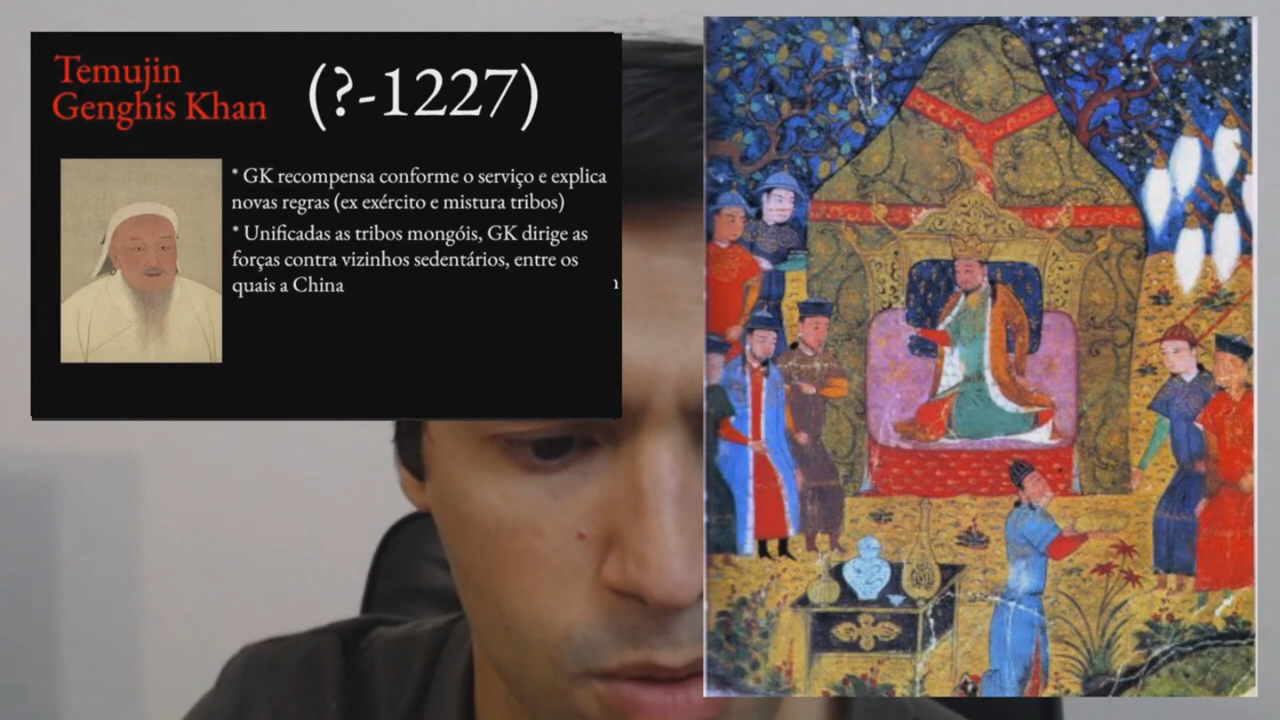 Temujin
Genghis Khan
(?-1227)
* GK recompensa conforme o serviço e explica
novas regras (ex exército e mistura tribos)
* Unificadas as tribos mongóis, GK dirige as
forças contra vizinhos sedentários, entre os
quais a China